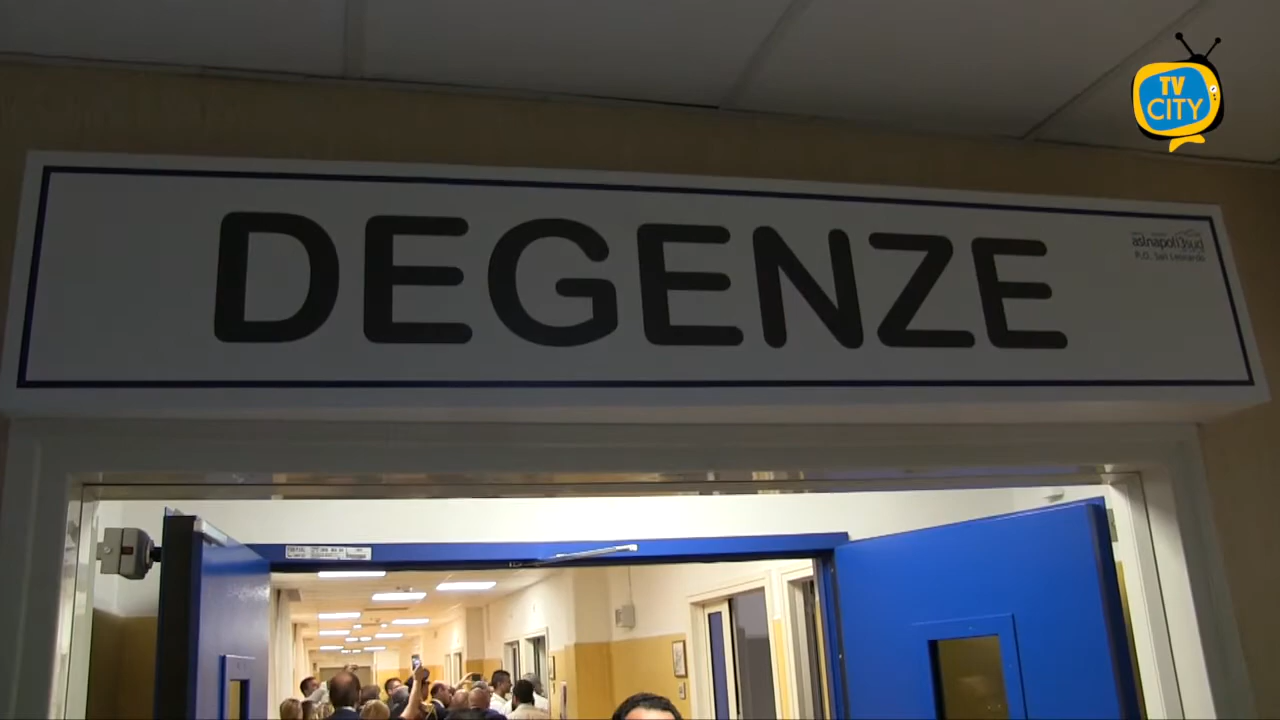 TV
CITY
DEGENZE
aslnapoli3sud
P.O. San Leonardo